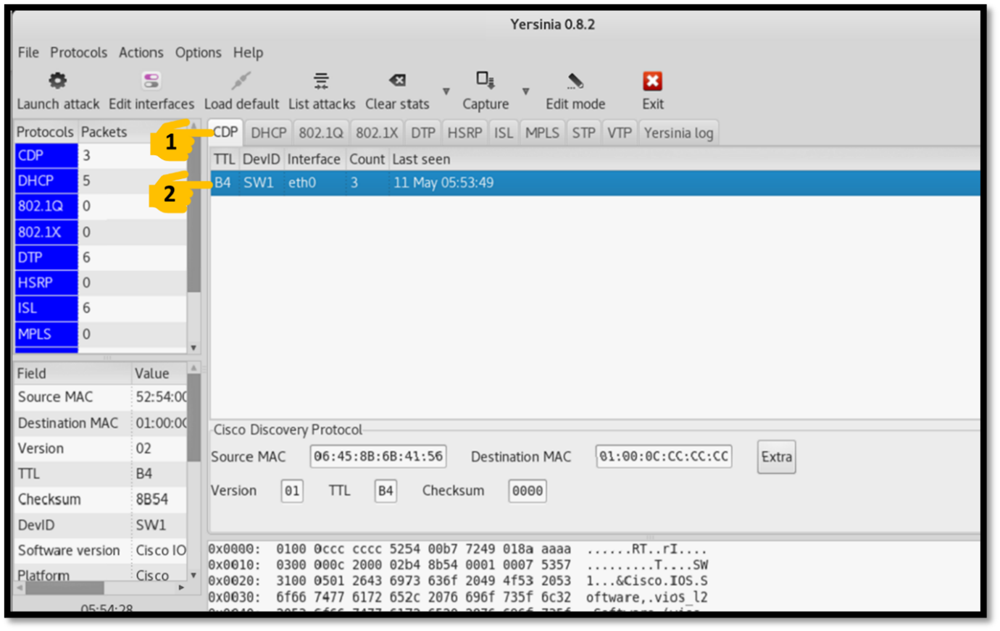 Yersinia 0.8.2
File Protocols Actions Options Help
Launch attack Edit interfaces Load default List attacks Clear stats Capture Edit mode Exit
Protocols Packets
CDP 3
DHCP 5
802.1Q 0
802.1X 0
DTP 6
HSRP 0
ISL 6
MPLS 0
1
2
CDP DHCP 802.1Q 802.1X DTP HSRP ISL MPLS STP VTP Yersinia log
TTL DevID Interface Count Last seen
B4 SW1 eth0 3 11 May 05:53:49
Field Value
Source MAC 52:54:00
Destination MAC 01:00:0C
Version 02
TTL B4
Checksum 8B54
DevID SW1
Software version Cisco IO
Platform Cisco
05:54:28
Cisco Discovery Protocol
Source MAC 06:45:8B:6B:41:56 Destination MAC 01:00:0C:CC:CC:CC Extra
Version 01 TTL B4 Checksum 0000
0x0000: 0100 0ccc cccc 5254 00b7 7249 018a aaaa ......RT..rI....
0x0010: 0300 000c 2000 02b4 8b54 0001 0007 5357 .........T....SW
0x0020: 3100 0501 2643 6973 636f 2049 4f53 2053 1...&Cisco.IOS.S
0x0030: 6f66 7477 6172 652c 2076 696f 735f 6c32 oftware,.vios_l2